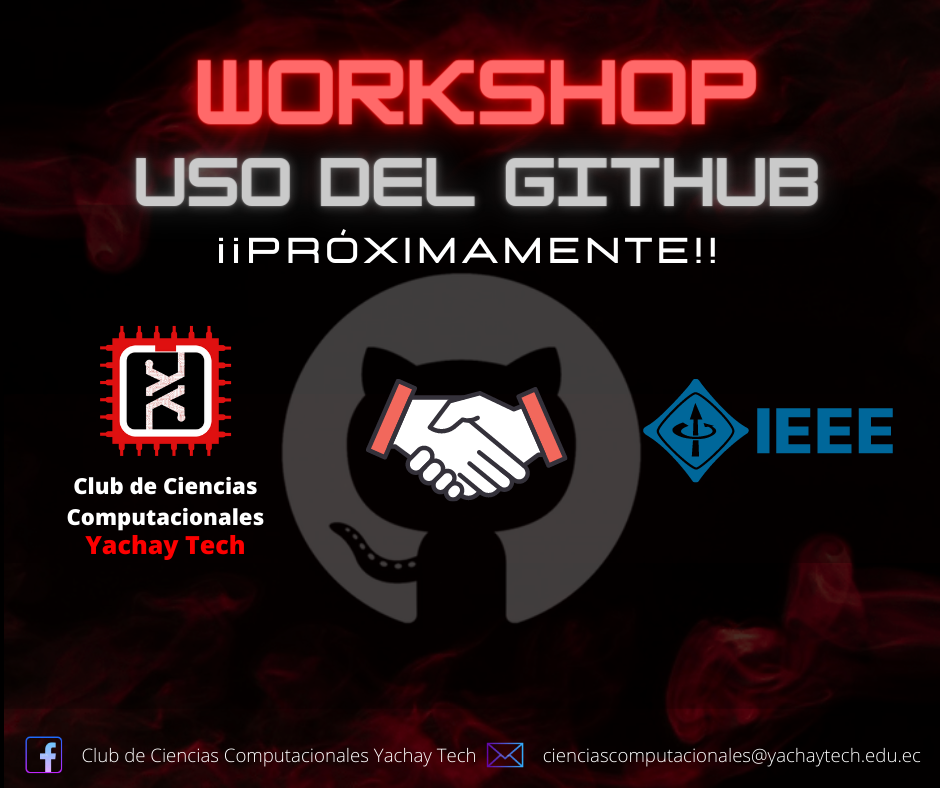 WORKSHOP
USO DEL GITHUB
¡¡PRÓXIMAMENTE!!
Club de Ciencias
Computacionales
Yachay Tech
IEEE
Club de Ciencias Computacionales Yachay Tech
cienciascomputacionales@yachaytech.edu.ec